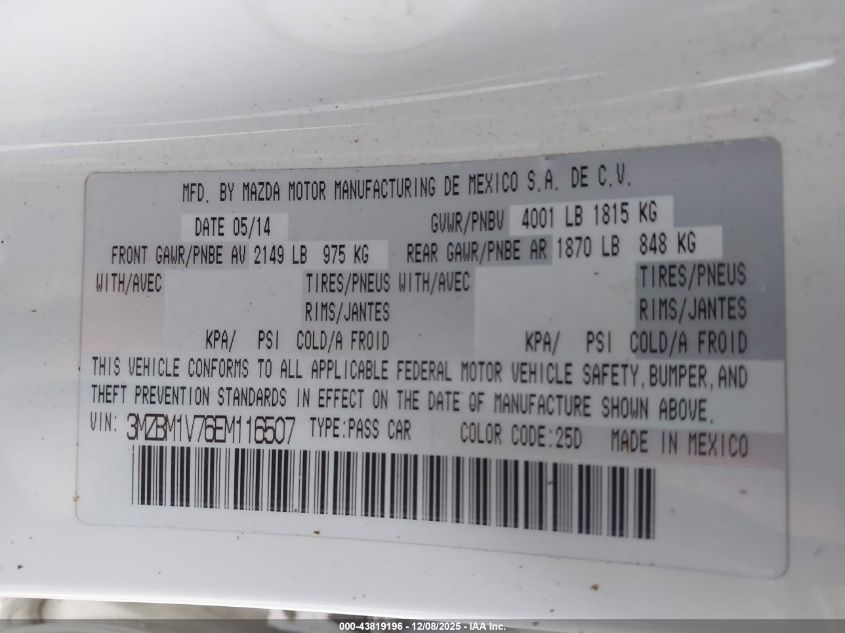 MFD. BY MAZDA MOTOR MANUFACTURING DE MEXICO S.A. DE C.V.
DATE 05/14 GVWR/PNBV 4001 LB 1815 KG
FRONT GAWR/PNBE AV 2149 LB 975 KG REAR GAWR/PNBE AR 1870 LB 848 KG
WITH/AVEC TIRES/PNEUS WITH/AVEC TIRES/PNEUS
RIMS/JANTES RIMS/JANTES
KPA/ PSI COLD/A FROID KPA/ PSI COLD/A FROID
THIS VEHICLE CONFORMS TO ALL APPLICABLE FEDERAL MOTOR VEHICLE SAFETY, BUMPER, AND
THEFT PREVENTION STANDARDS IN EFFECT ON THE DATE OF MANUFACTURE SHOWN ABOVE.
VIN: 3MZBM1V76EM116507 TYPE:PASS CAR COLOR CODE:25D MADE IN MEXICO
000-43819196 - 12/08/2025 - IAA Inc.